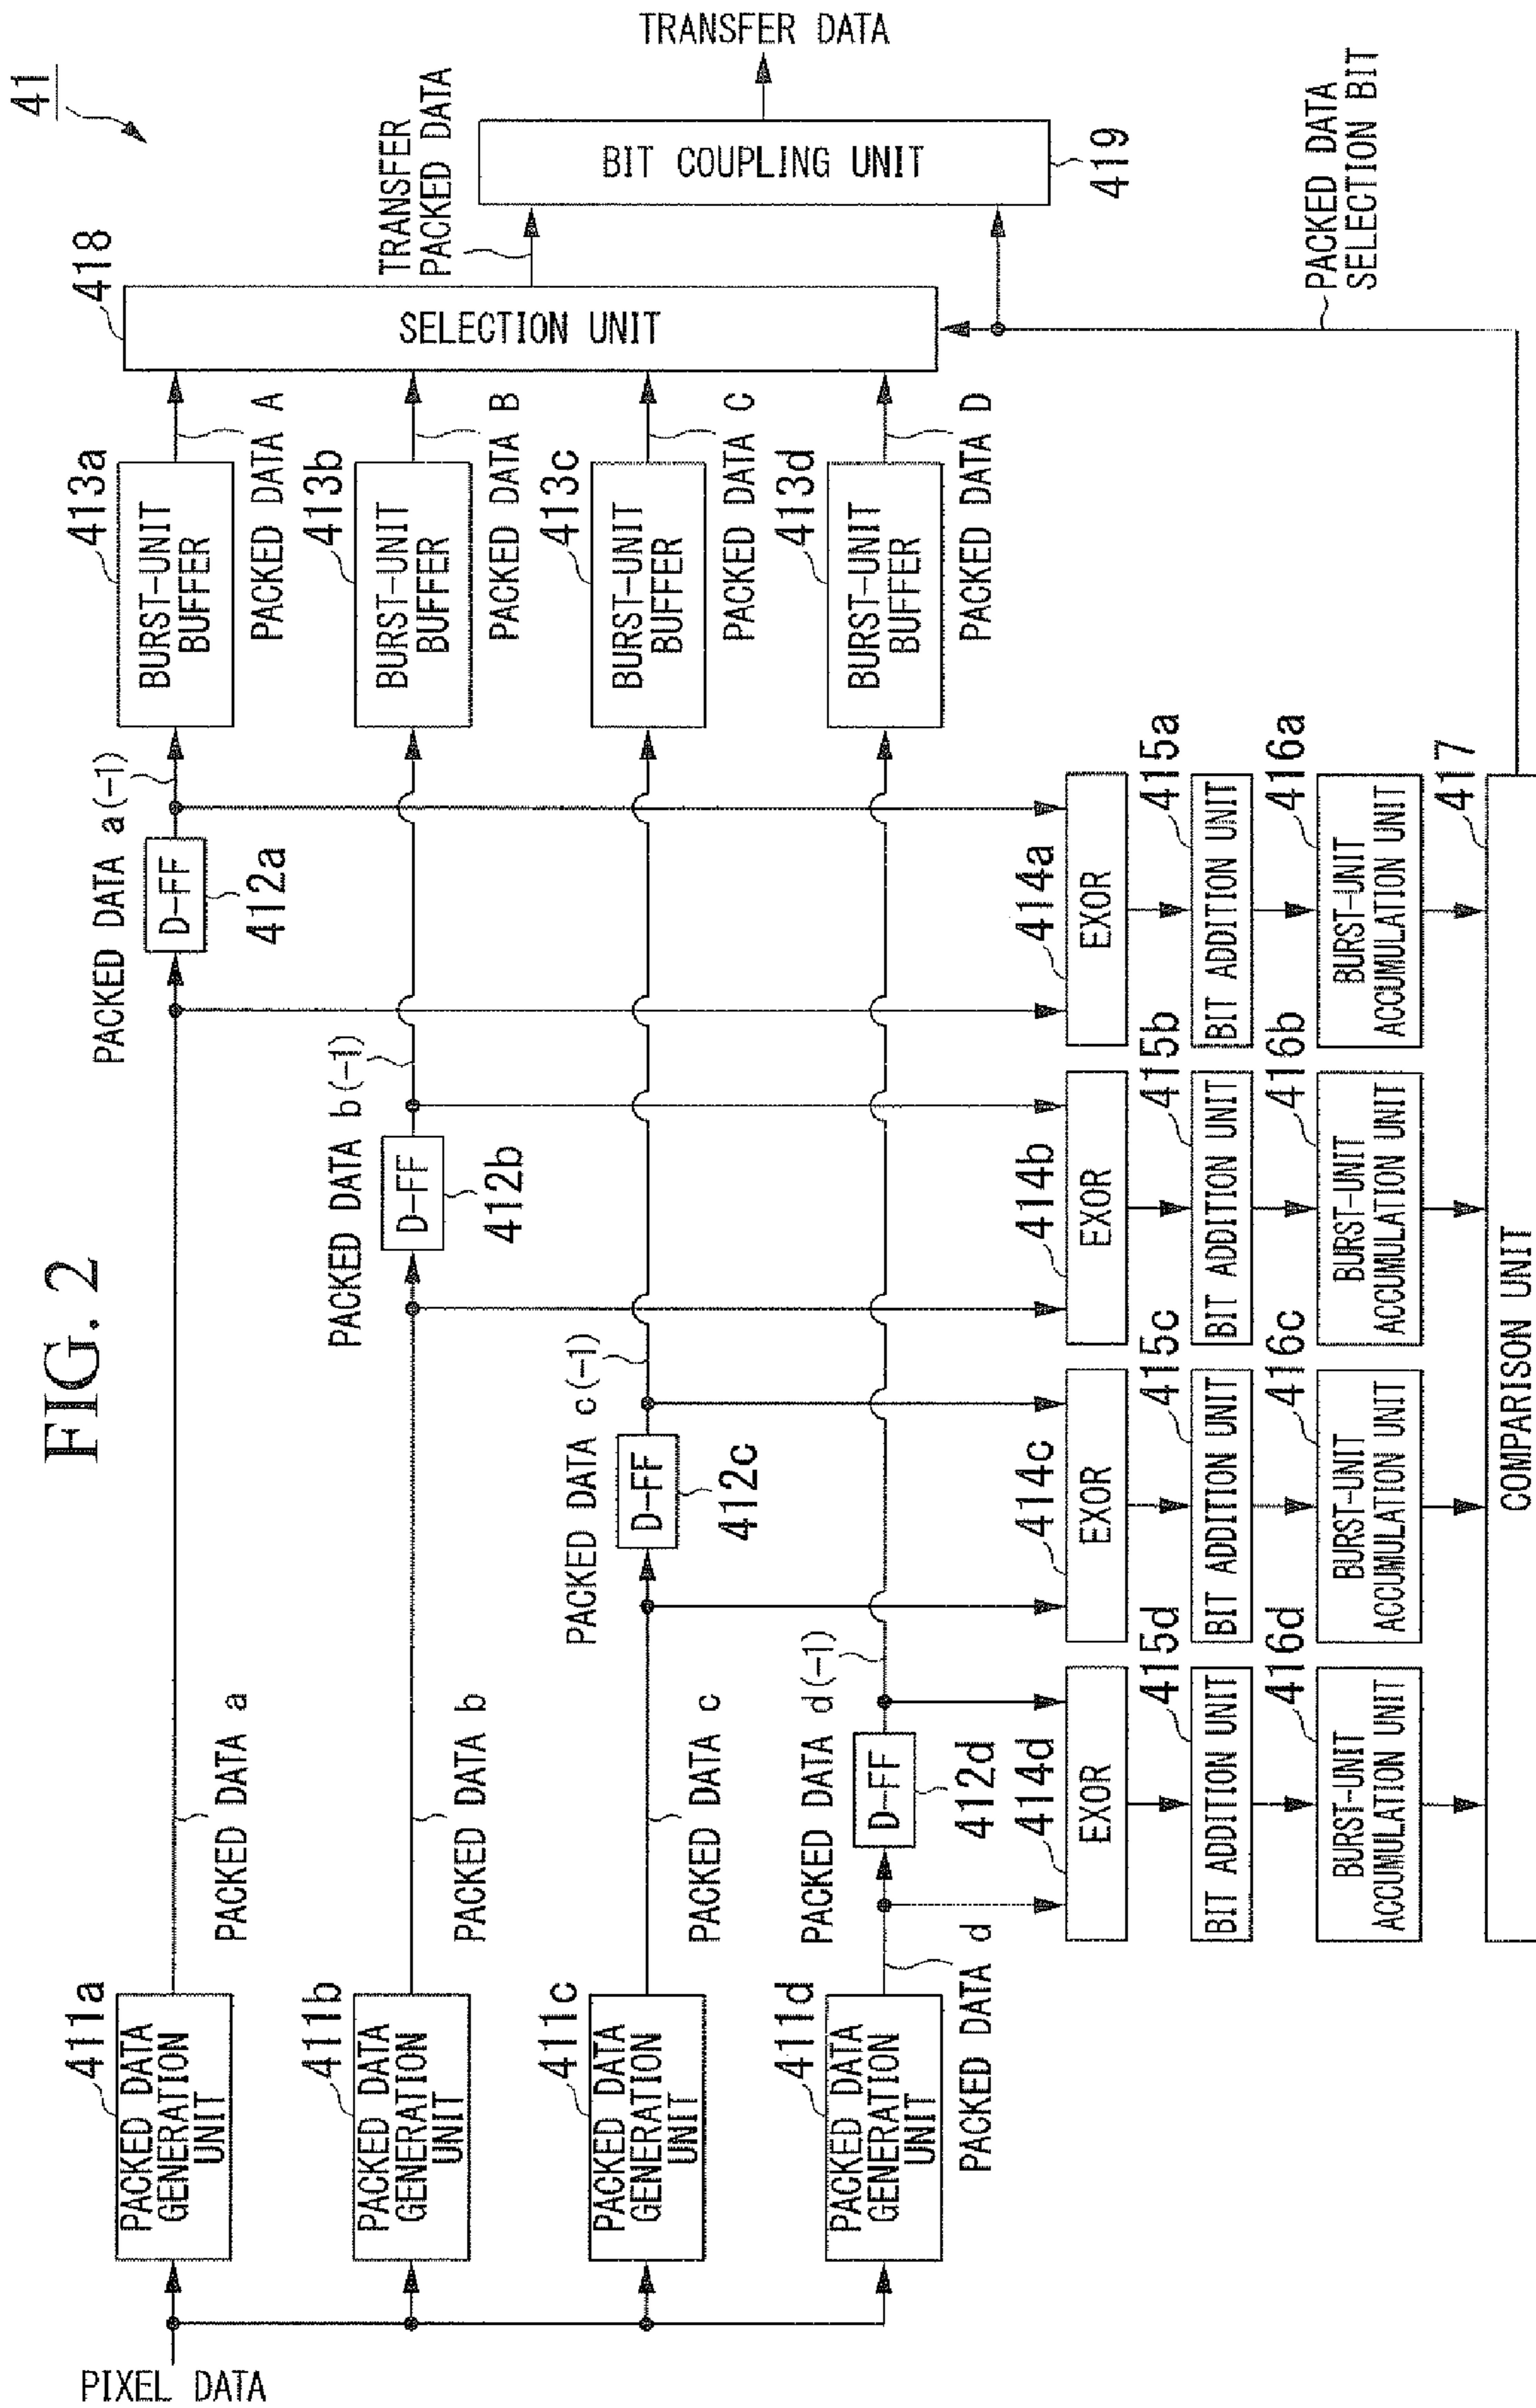 FIG. 2
41
PIXEL DATA
411a
PACKED DATA
GENERATION
UNIT
PACKED DATA a
PACKED DATA a(-1)
D-FF
412a
413a
BURST-UNIT
BUFFER
PACKED DATA A
411b
PACKED DATA
GENERATION
UNIT
PACKED DATA b
PACKED DATA b(-1)
D-FF
412b
413b
BURST-UNIT
BUFFER
PACKED DATA B
411c
PACKED DATA
GENERATION
UNIT
PACKED DATA c
PACKED DATA c(-1)
D-FF
412c
413c
BURST-UNIT
BUFFER
PACKED DATA C
411d
PACKED DATA
GENERATION
UNIT
PACKED DATA d
PACKED DATA d(-1)
D-FF
412d
413d
BURST-UNIT
BUFFER
PACKED DATA D
418
SELECTION UNIT
TRANSFER
PACKED DATA
BIT COUPLING UNIT
419
TRANSFER DATA
PACKED DATA
SELECTION BIT
414d
EXOR
414c
EXOR
414b
EXOR
414a
EXOR
415d
BIT ADDITION UNIT
415c
BIT ADDITION UNIT
415b
BIT ADDITION UNIT
415a
BIT ADDITION UNIT
416d
BURST-UNIT
ACCUMULATION UNIT
416c
BURST-UNIT
ACCUMULATION UNIT
416b
BURST-UNIT
ACCUMULATION UNIT
416a
BURST-UNIT
ACCUMULATION UNIT
417
COMPARISON UNIT